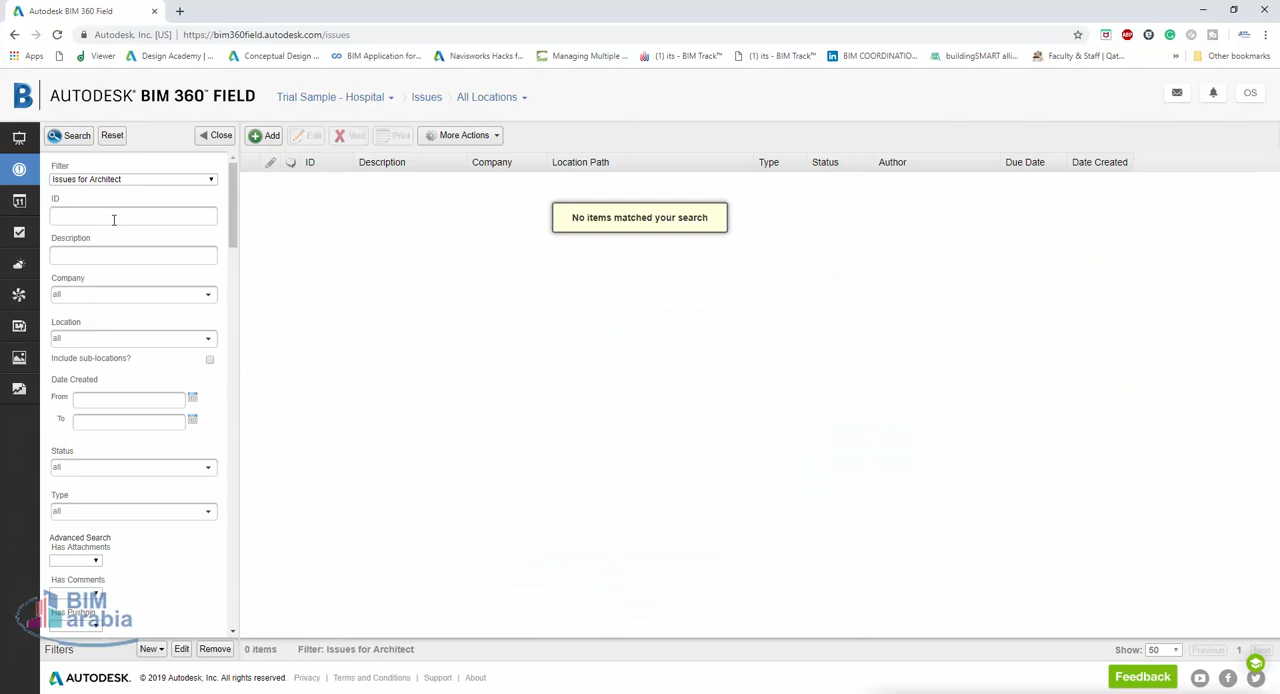 Autodesk BIM 360 Field
Autodesk, Inc. [US] | https://bim360field.autodesk.com/issues
Apps
Viewer
Design Academy |...
Conceptual Design ...
BIM Application for...
Navisworks Hacks f...
Managing Multiple ...
(1) its - BIM Track™
(1) its - BIM Track™
BIM COORDINATIO...
buildingSMART alli...
Faculty & Staff | Qat...
»
Other bookmarks
AUTODESK® BIM 360™ FIELD
Trial Sample - Hospital
Issues
All Locations
OS
Search
Reset
Close
Add
Edit
Void
Print
More Actions
Filter
Issues for Architect
ID
Description
Company
all
Location
all
Include sub-locations?
Date Created
From
To
Status
all
Type
all
Advanced Search
Has Attachments
Has Comments
Has Pushpin
ID
Description
Company
Location Path
Type
Status
Author
Due Date
Date Created
No items matched your search
BIM
arabia
Filters
New
Edit
Remove
0 items
Filter: Issues for Architect
Show: 50
Previous
1
Next
AUTODESK.
© 2019 Autodesk, Inc. All rights reserved.
Privacy
Terms and Conditions
Support
About
Feedback